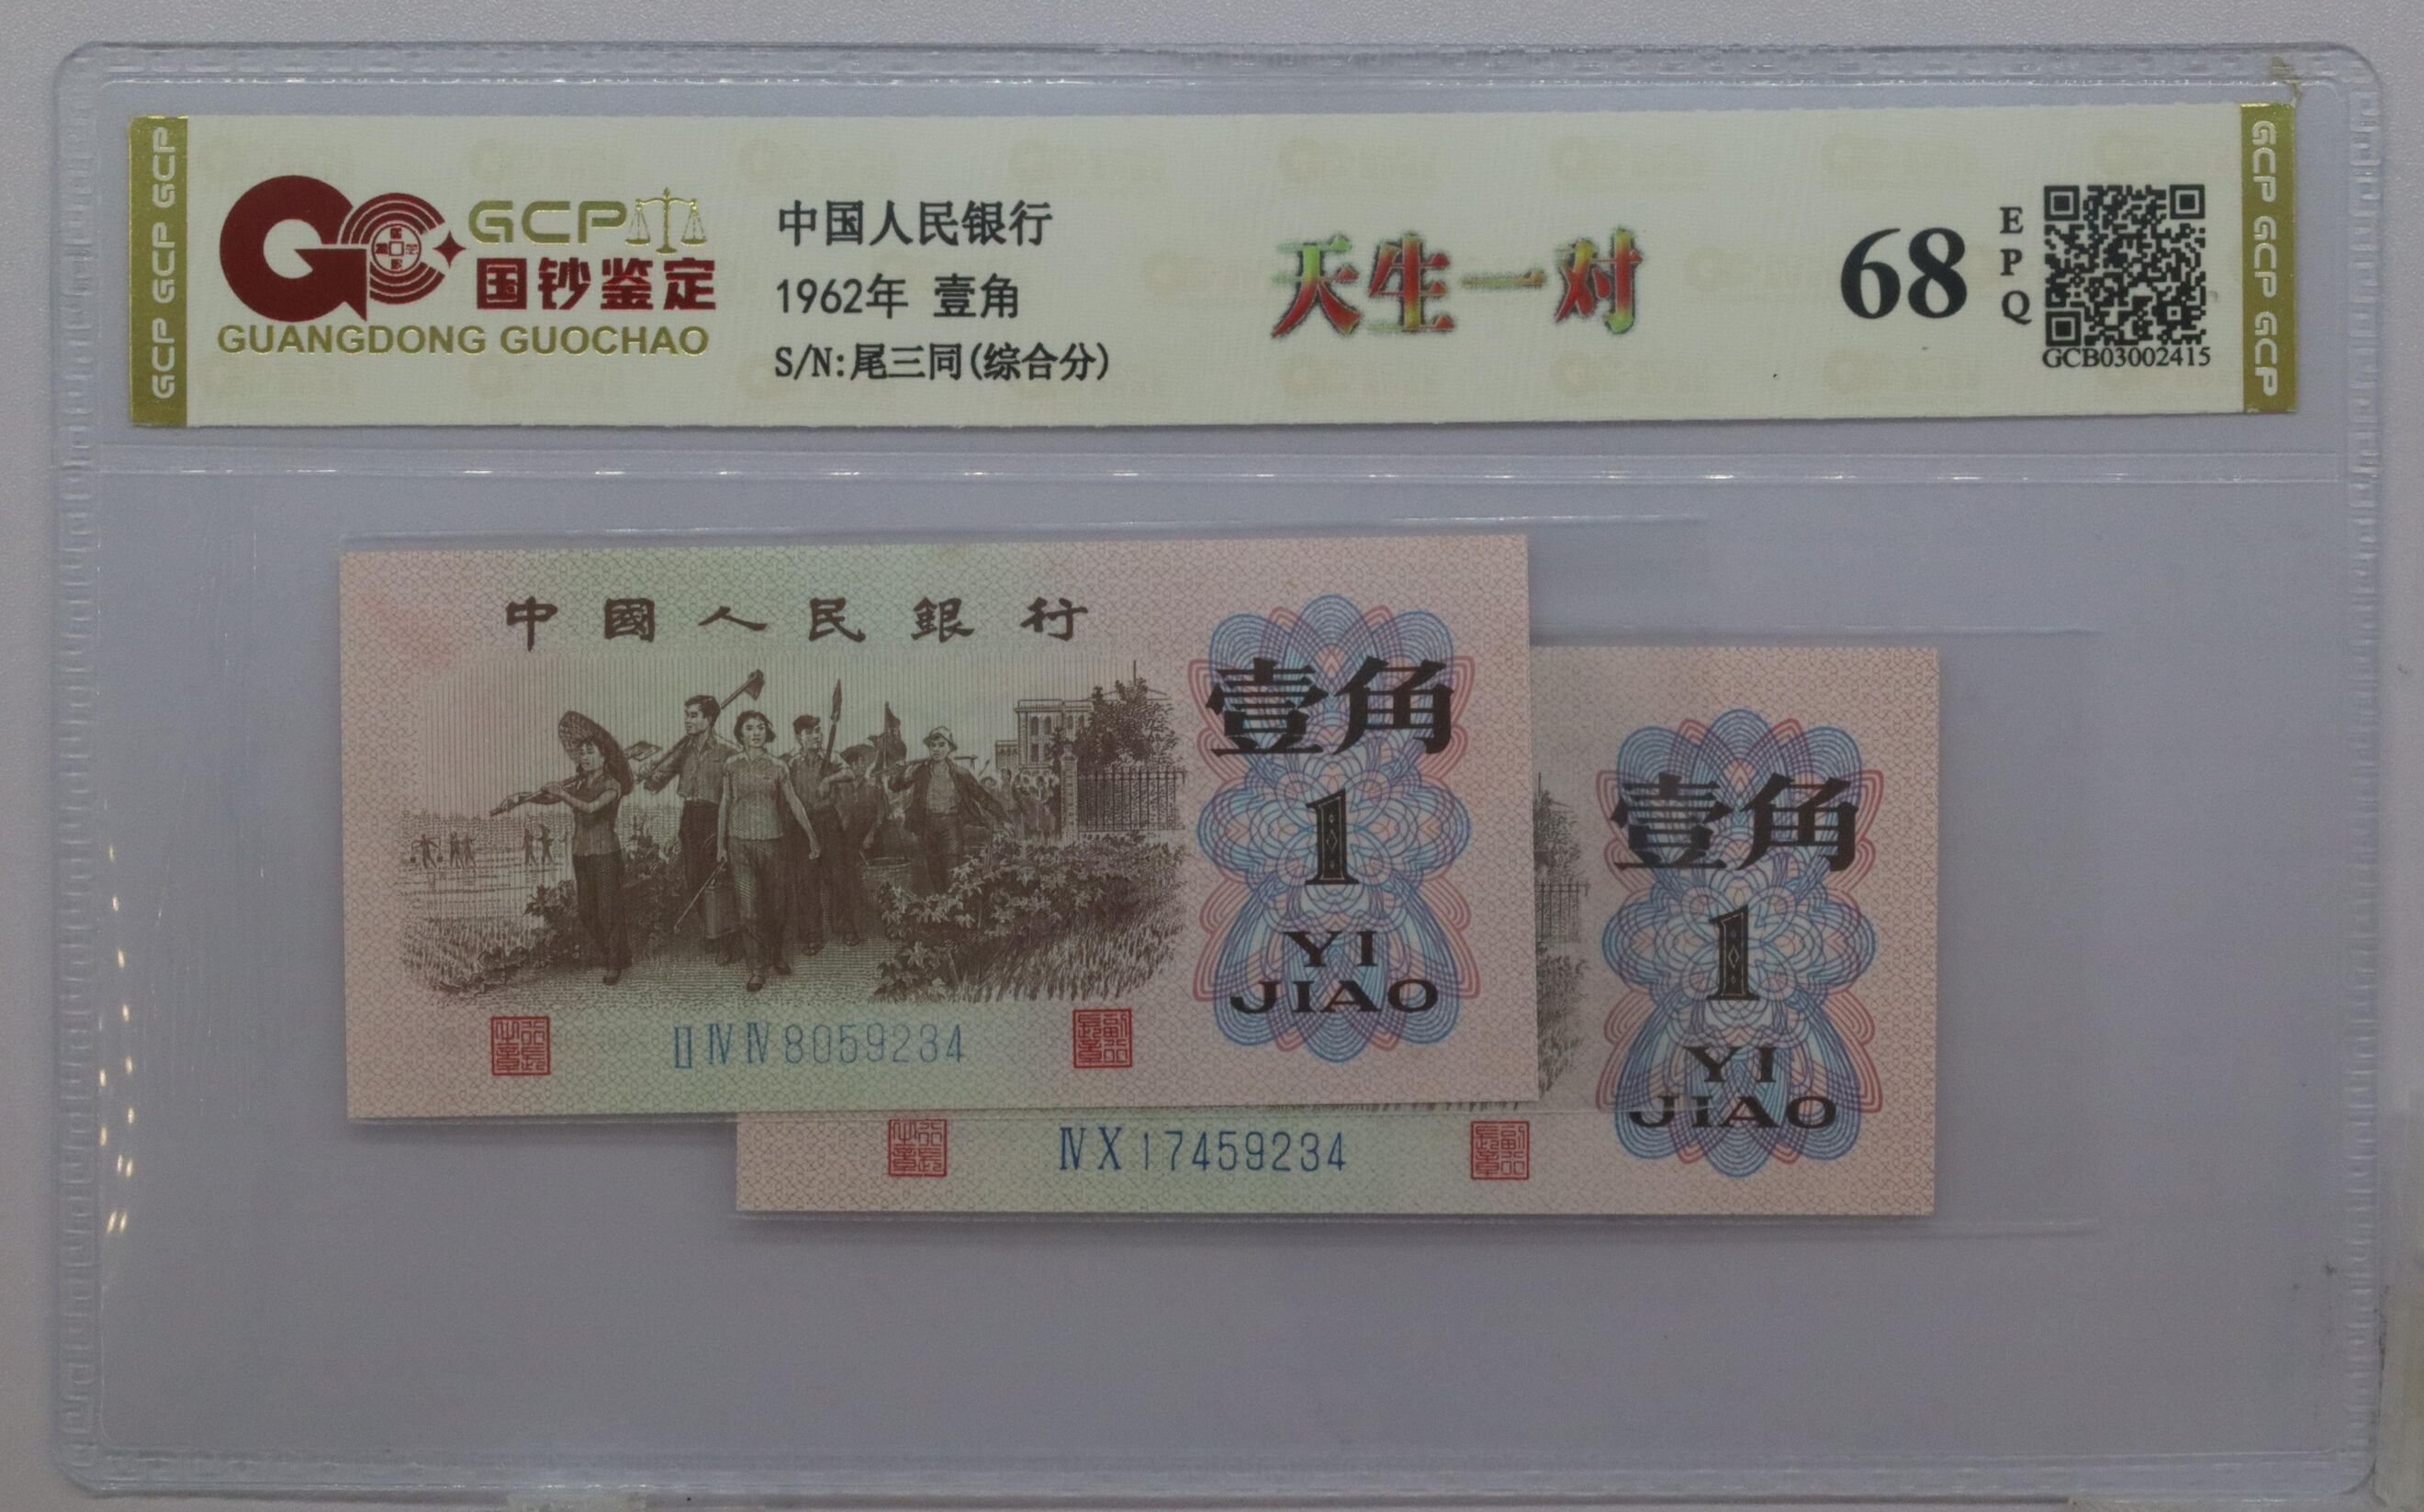 GCP GCP GCP
GCP
国钞鉴定
GUANGDONG GUOCHAO
中国人民银行
1962年 壹角
S/N:尾三同(综合分)
天生一对
68
EPQ
GCB03002415
GCP GCP GCP
中國人民銀行
壹角
1
YI
JIAO
ⅡⅣⅣ8059234
壹角
1
YI
JIAO
ⅣⅩ17459234